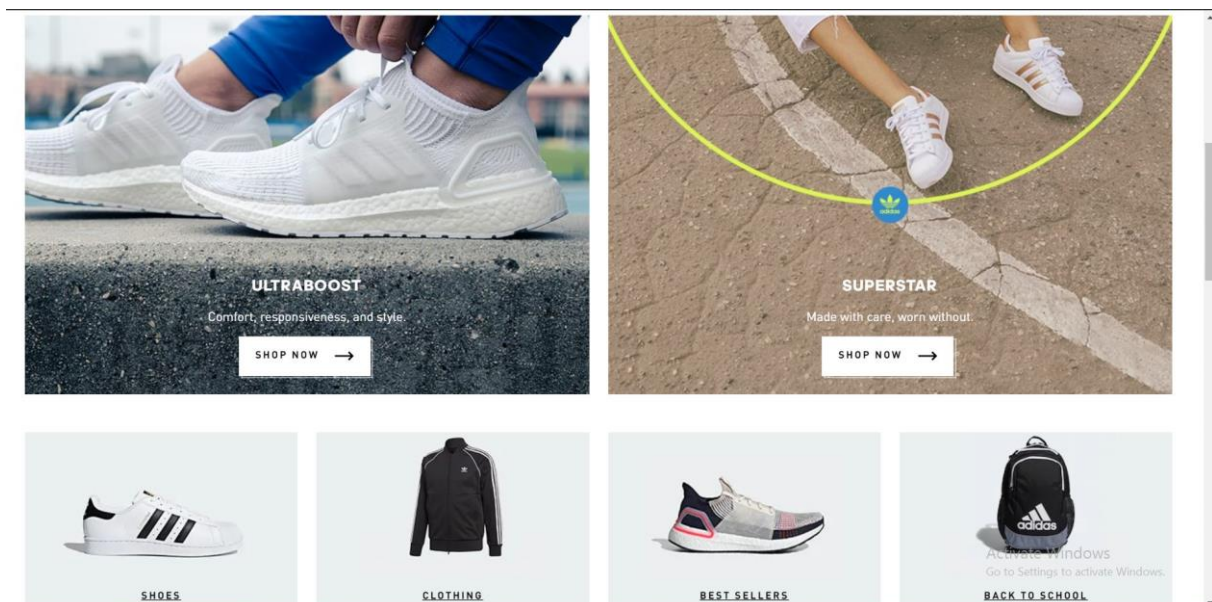 ULTRABOOST
Comfort, responsiveness, and style.
SHOP NOW
adidas
SUPERSTAR
Made with care, worn without.
SHOP NOW
SHOES
CLOTHING
BEST SELLERS
adidas
BACK TO SCHOOL
Activate Windows
Go to Settings to activate Windows.